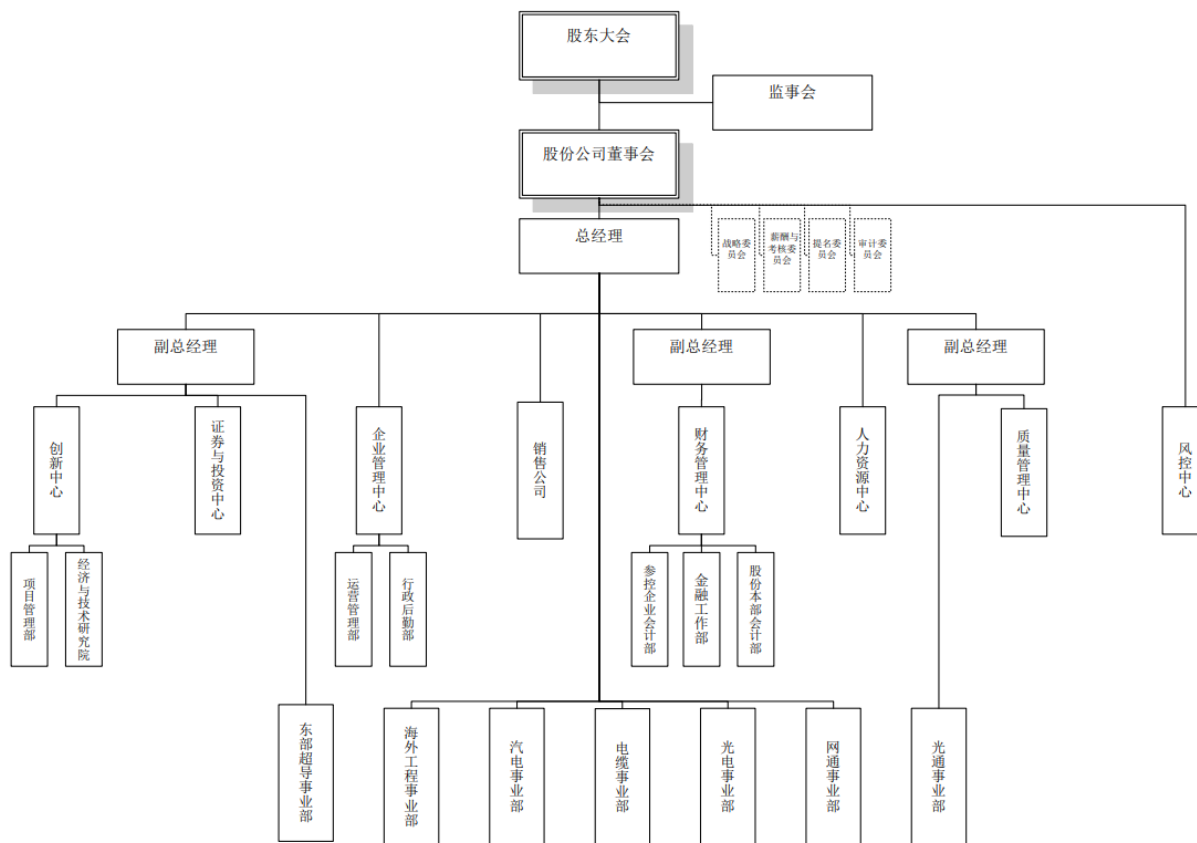 股东大会
监事会
股份公司董事会
总经理
战略委
员会
薪酬与
考核委
员会
提名委
员会
审计委
员会
副总经理
副总经理
副总经理
创新中心
证券与投资中心
企业管理中心
销售公司
财务管理中心
人力资源中心
质量管理中心
风控中心
项目管理部
经济与技术研究院
运营管理部
行政后勤部
参控企业会计部
金融工作部
股份本部会计部
东部超导事业部
海外工程事业部
汽电事业部
电缆事业部
光电事业部
网通事业部
光通事业部